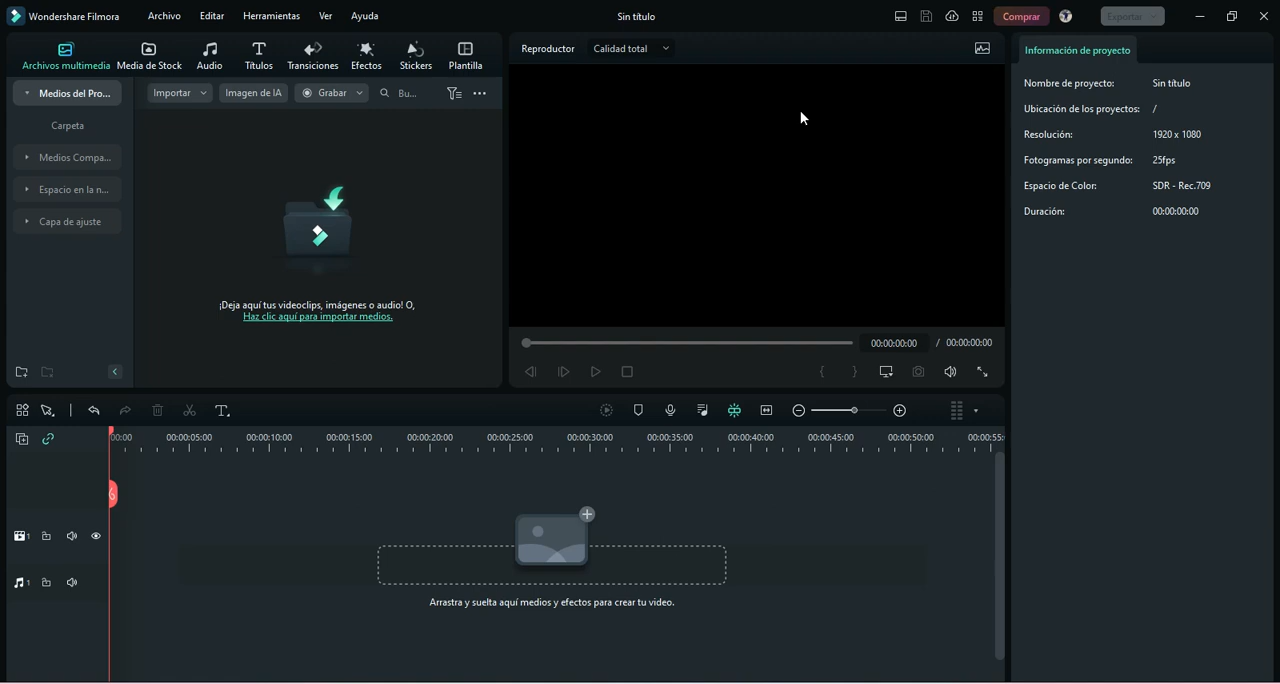 Wondershare Filmora
Archivo
Editar
Herramientas
Ver
Ayuda
Sin título
Comprar
Exportar
Archivos multimedia
Media de Stock
Audio
Títulos
Transiciones
Efectos
Stickers
Plantilla
Medios del Pro...
Carpeta
Medios Compa...
Espacio en la n...
Capa de ajuste
Importar
Imagen de IA
Grabar
Bu...
¡Deja aquí tus videoclips, imágenes o audio! O,
Haz clic aquí para importar medios.
Reproductor
Calidad total
00:00:00:00
/ 00:00:00:00
Información de proyecto
Nombre de proyecto: Sin título
Ubicación de los proyectos: /
Resolución: 1920 x 1080
Fotogramas por segundo: 25fps
Espacio de Color: SDR - Rec.709
Duración: 00:00:00:00
00:00 00:00:05:00 00:00:10:00 00:00:15:00 00:00:20:00 00:00:25:00 00:00:30:00 00:00:35:00 00:00:40:00 00:00:45:00 00:00:50:00 00:00:55:
1
1
Arrastra y suelta aquí medios y efectos para crear tu video.